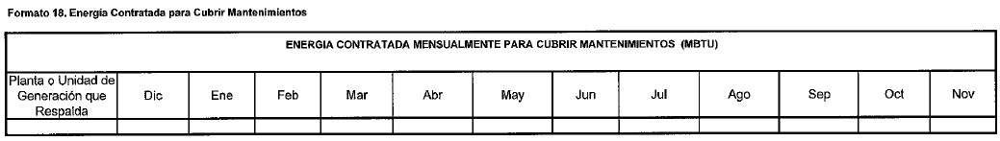 Formato 18. Energía Contratada para Cubrir Mantenimientos
ENERGIA CONTRATADA MENSUALMENTE PARA CUBRIR MANTENIMIENTOS (MBTU)
Planta o Unidad de
Generación que
Respalda
Dic Ene Feb Mar Abr May Jun Jul Ago Sep Oct Nov